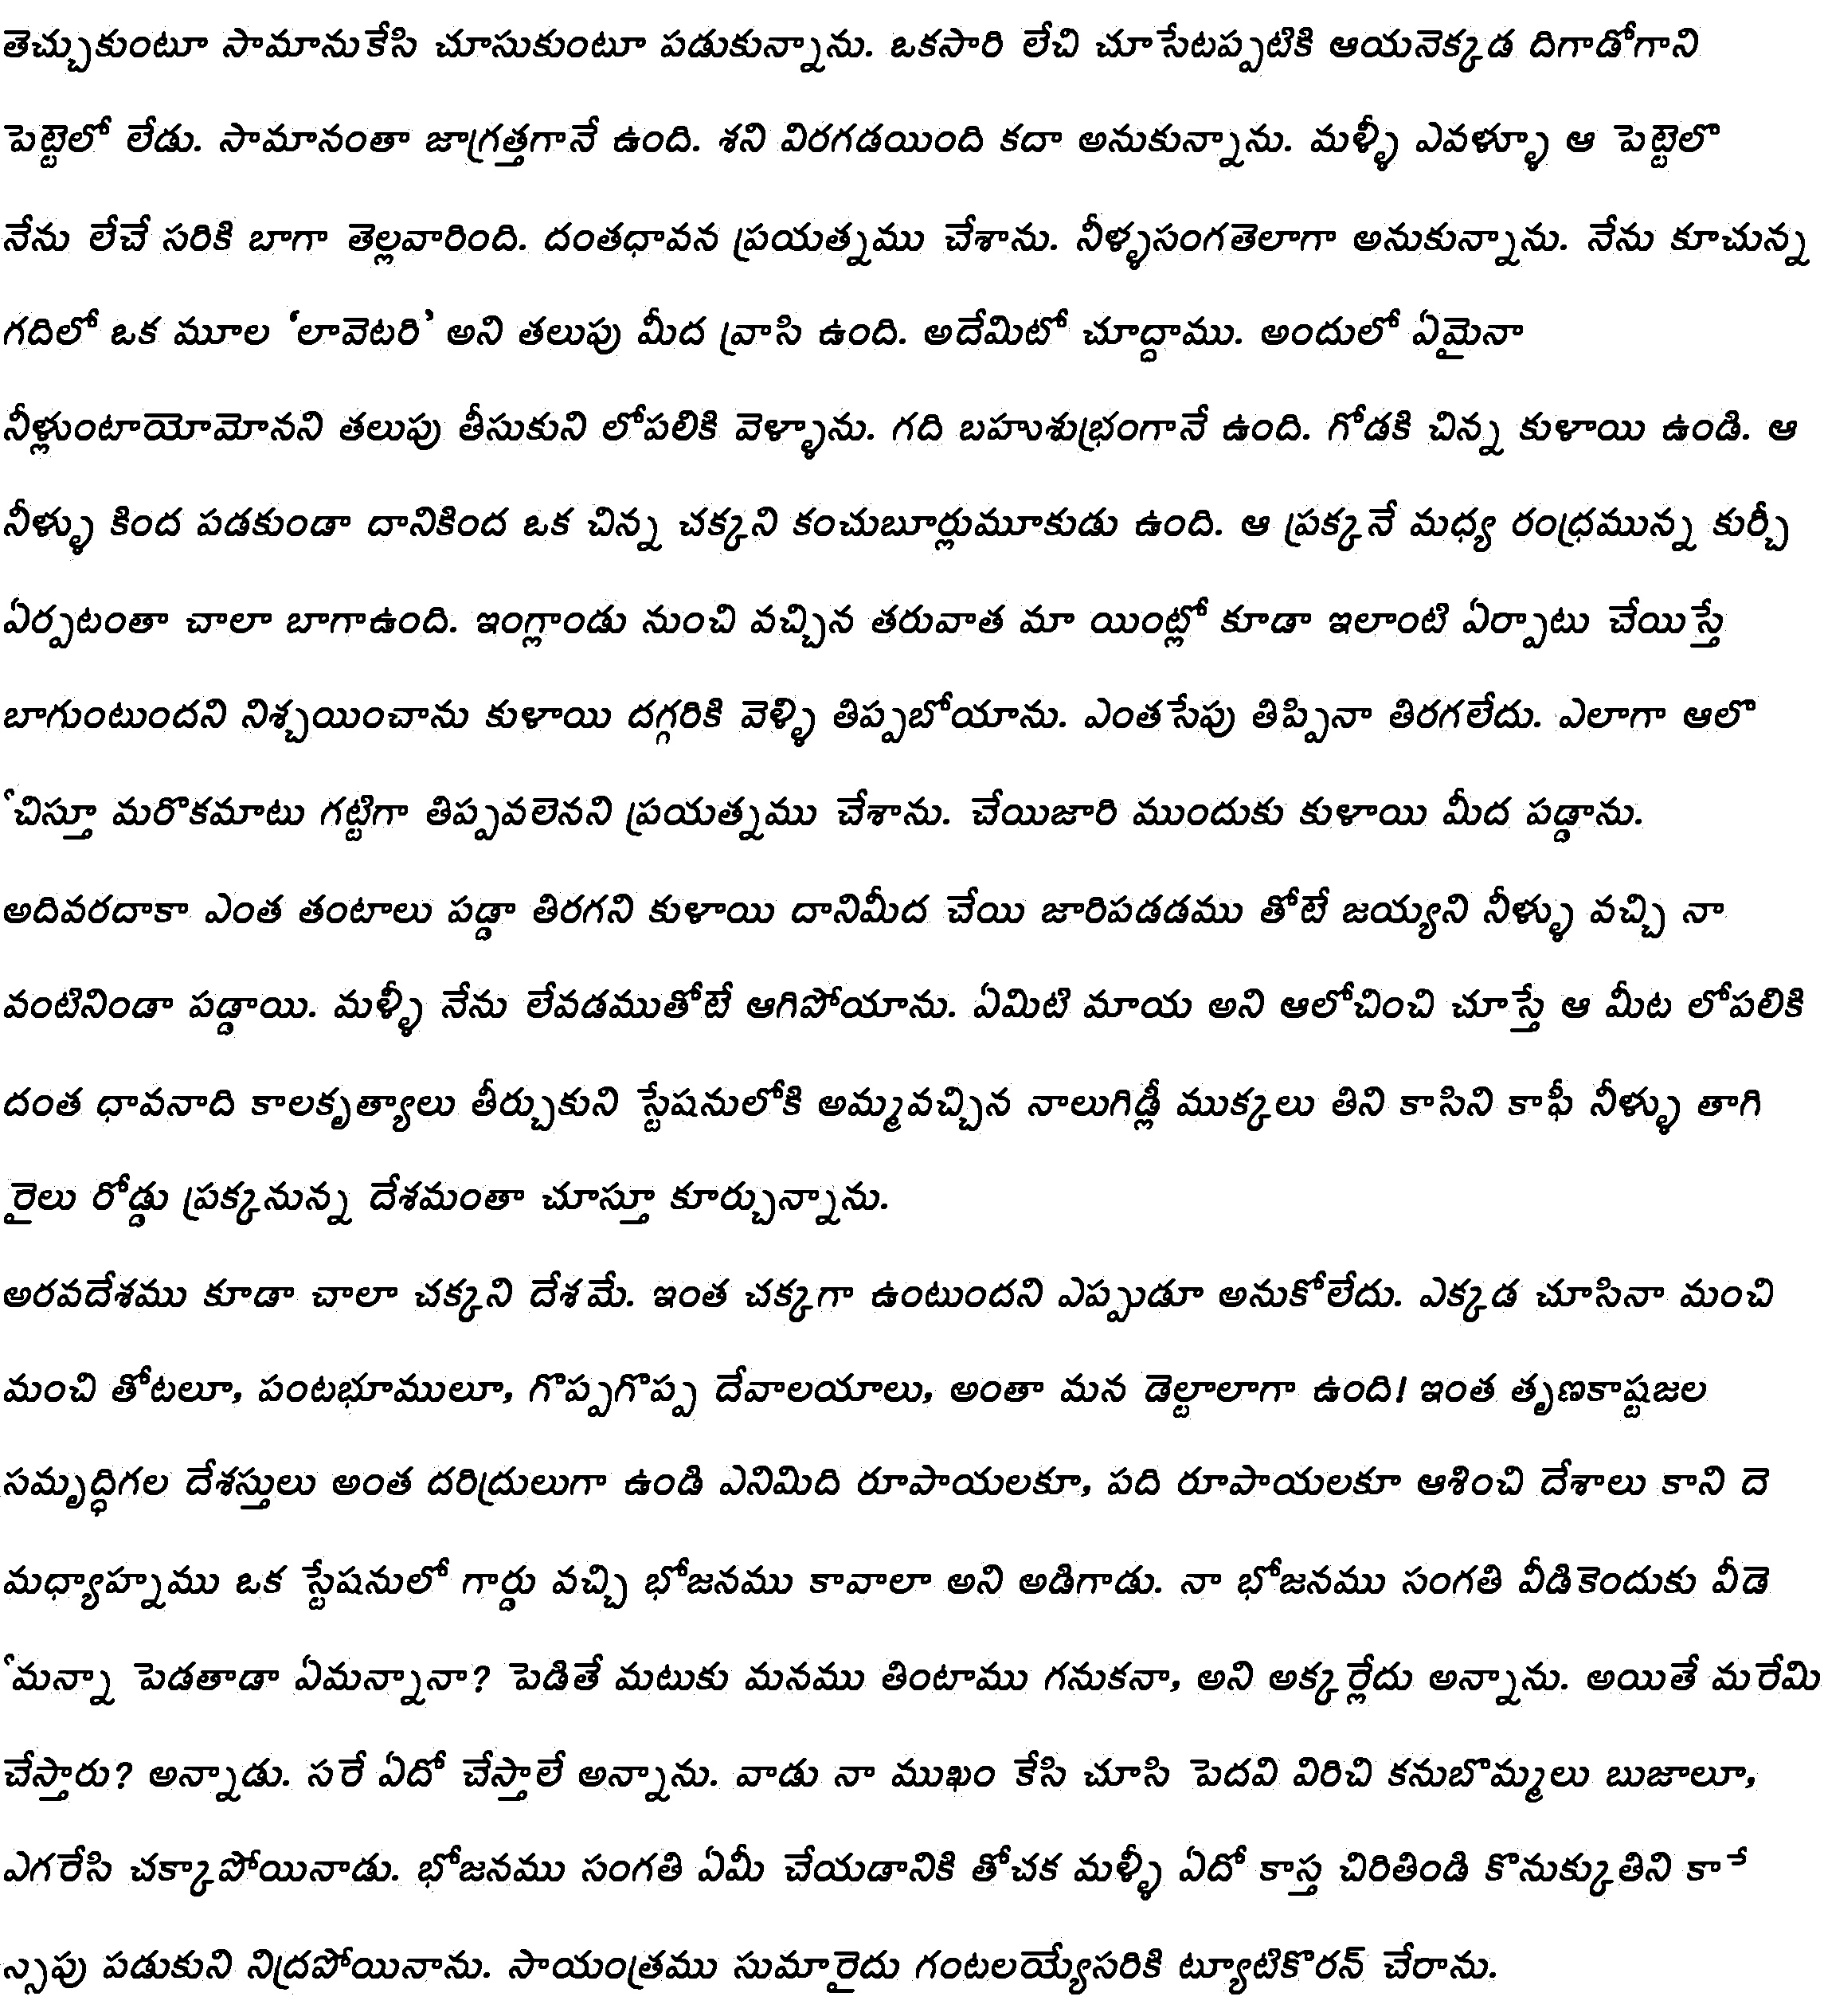 తెచ్చుకుంటూ సామానుకేసి చూసుకుంటూ పడుకున్నాను. ఒకసారి లేచి చూసేటప్పటికి ఆయనెక్కడ దిగాడోగాని
పెట్టెలో లేడు. సామానంతా జాగ్రత్తగానే ఉంది. శని విరగడయింది కదా అనుకున్నాను. మళ్ళీ ఎవళ్ళూ ఆ పెట్టెలొ
నేను లేచే సరికి బాగా తెల్లవారింది. దంతధావన ప్రయత్నము చేశాను. నీళ్ళసంగతెలాగా అనుకున్నాను. నేను కూచున్న
గదిలో ఒక మూల ‘లావెటరి’ అని తలుపు మీద వ్రాసి ఉంది. అదేమిటో చూద్దాము. అందులో ఏమైనా
నీళ్లుంటాయోమోనని తలుపు తీసుకుని లోపలికి వెళ్ళాను. గది బహుశుభ్రంగానే ఉంది. గోడకి చిన్న కుళాయి ఉండి. ఆ
నీళ్ళు కింద పడకుండా దానికింద ఒక చిన్న చక్కని కంచుబూర్లుమూకుడు ఉంది. ఆ ప్రక్కనే మధ్య రంధ్రమున్న కుర్చీ
ఏర్పటంతా చాలా బాగాఉంది. ఇంగ్లాండు నుంచి వచ్చిన తరువాత మా యింట్లో కూడా ఇలాంటి ఏర్పాటు చేయిస్తే
బాగుంటుందని నిశ్చయించాను కుళాయి దగ్గరికి వెళ్ళి తిప్పబోయాను. ఎంతసేపు తిప్పినా తిరగలేదు. ఎలాగా ఆలొ
ేచిస్తూ మరొకమాటు గట్టిగా తిప్పవలెనని ప్రయత్నము చేశాను. చేయిజారి ముందుకు కుళాయి మీద పడ్డాను.
అదివరదాకా ఎంత తంటాలు పడ్డా తిరగని కుళాయి దానిమీద చేయి జారిపడడము తోటే జయ్యని నీళ్ళు వచ్చి నా
వంటినిండా పడ్డాయి. మళ్ళీ నేను లేవడముతోటే ఆగిపోయాను. ఏమిటి మాయ అని ఆలోచించి చూస్తే ఆ మీట లోపలికి
దంత ధావనాది కాలకృత్యాలు తీర్చుకుని స్టేషనులోకి అమ్మవచ్చిన నాలుగిడ్లీ ముక్కలు తిని కాసిని కాఫీ నీళ్ళు తాగి
రైలు రోడ్డు ప్రక్కనున్న దేశమంతా చూస్తూ కూర్చున్నాను.
అరవదేశము కూడా చాలా చక్కని దేశమే. ఇంత చక్కగా ఉంటుందని ఎప్పుడూ అనుకోలేదు. ఎక్కడ చూసినా మంచి
మంచి తోటలూ, పంటభూములూ, గొప్పగొప్ప దేవాలయాలు, అంతా మన డెల్టాలాగా ఉంది! ఇంత తృణకాష్టజల
సమృద్ధిగల దేశస్తులు అంత దరిద్రులుగా ఉండి ఎనిమిది రూపాయలకూ, పది రూపాయలకూ ఆశించి దేశాలు కాని దె
మధ్యాహ్నము ఒక స్టేషనులో గార్డు వచ్చి భోజనము కావాలా అని అడిగాడు. నా భోజనము సంగతి వీడికెందుకు వీడె
ేమన్నా పెడతాడా ఏమన్నానా? పెడితే మటుకు మనము తింటాము గనుకనా, అని అక్కర్లేదు అన్నాను. అయితే మరేమి
చేస్తారు? అన్నాడు. సరే ఏదో చేస్తాలే అన్నాను. వాడు నా ముఖం కేసి చూసి పెదవి విరిచి కనుబొమ్మలు బుజాలూ,
ఎగరేసి చక్కాపోయినాడు. భోజనము సంగతి ఏమీ చేయడానికి తోచక మళ్ళీ ఏదో కాస్త చిరితిండి కొనుక్కుతిని కా ే
స్సపు పడుకుని నిద్రపోయినాను. సాయంత్రము సుమారైదు గంటలయ్యేసరికి ట్యూటికొరన్ చేరాను.